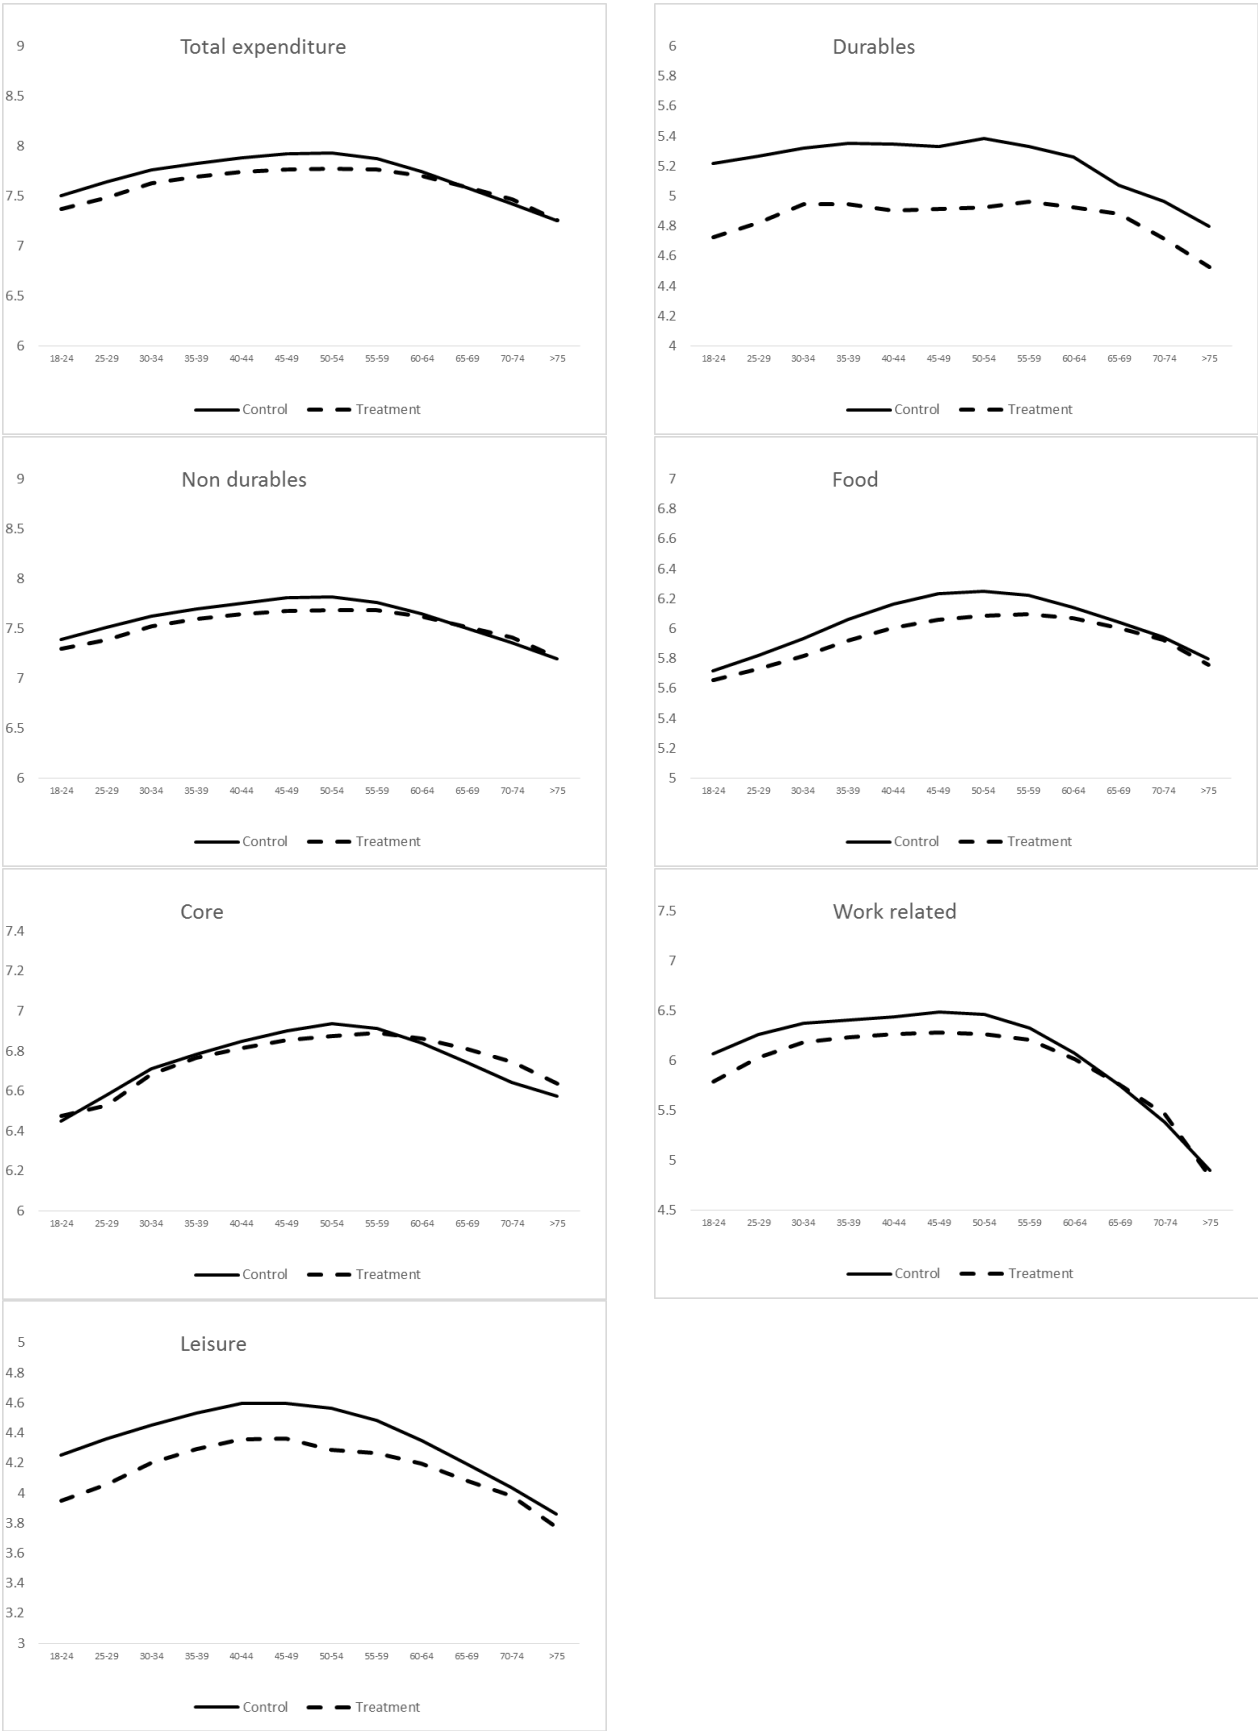 Total expenditure
9
8.5
8
7.5
7
6.5
6
18-24 25-29 30-34 35-39 40-44 45-49 50-54 55-59 60-64 65-69 70-74 >75
Control Treatment
Durables
6
5.8
5.6
5.4
5.2
5
4.8
4.6
4.4
4.2
4
18-24 25-29 30-34 35-39 40-44 45-49 50-54 55-59 60-64 65-69 70-74 >75
Control Treatment
Non durables
9
8.5
8
7.5
7
6.5
6
18-24 25-29 30-34 35-39 40-44 45-49 50-54 55-59 60-64 65-69 70-74 >75
Control Treatment
Food
7
6.8
6.6
6.4
6.2
6
5.8
5.6
5.4
5.2
5
18-24 25-29 30-34 35-39 40-44 45-49 50-54 55-59 60-64 65-69 70-74 >75
Control Treatment
Core
7.4
7.2
7
6.8
6.6
6.4
6.2
6
18-24 25-29 30-34 35-39 40-44 45-49 50-54 55-59 60-64 65-69 70-74 >75
Control Treatment
Work related
7.5
7
6.5
6
5.5
5
4.5
18-24 25-29 30-34 35-39 40-44 45-49 50-54 55-59 60-64 65-69 70-74 >75
Control Treatment
Leisure
5
4.8
4.6
4.4
4.2
4
3.8
3.6
3.4
3.2
3
18-24 25-29 30-34 35-39 40-44 45-49 50-54 55-59 60-64 65-69 70-74 >75
Control Treatment